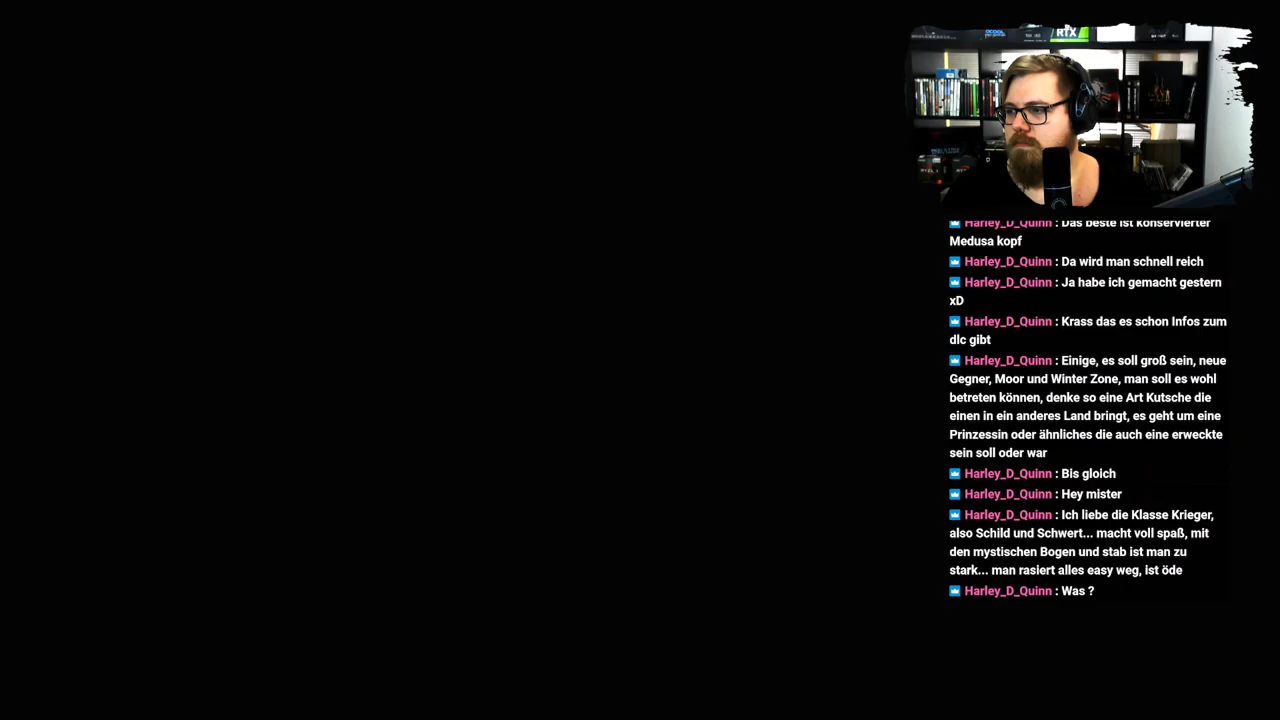 RTX
Harley_D_Quinn : Das beste ist konservierter
Medusa kopf
Harley_D_Quinn : Da wird man schnell reich
Harley_D_Quinn : Ja habe ich gemacht gestern
xD
Harley_D_Quinn : Krass das es schon Infos zum
dlc gibt
Harley_D_Quinn : Einige, es soll groß sein, neue
Gegner, Moor und Winter Zone, man soll es wohl
betreten können, denke so eine Art Kutsche die
einen in ein anderes Land bringt, es geht um eine
Prinzessin oder ähnliches die auch eine erweckte
sein soll oder war
Harley_D_Quinn : Bis gloich
Harley_D_Quinn : Hey mister
Harley_D_Quinn : Ich liebe die Klasse Krieger,
also Schild und Schwert... macht voll spaß, mit
den mystischen Bogen und stab ist man zu
stark... man rasiert alles easy weg, ist öde
Harley_D_Quinn : Was ?